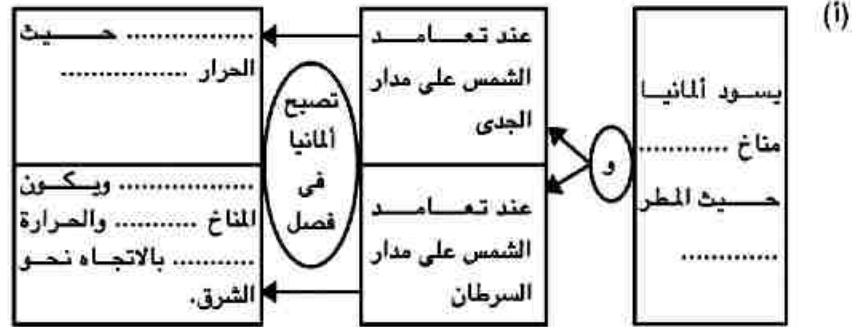 (أ)
يسود ألمانيا
مناخ ............
حيث المطر
............
و
عند تعامد
الشمس على مدار
الجدى
عند تعامد
الشمس على مدار
السرطان
تصبح
ألمانيا
فى
فصل
................. حيث
الحرار ................
................. ويكون
المناخ ........... والحرارة
........... بالاتجاه نحو
الشرق.